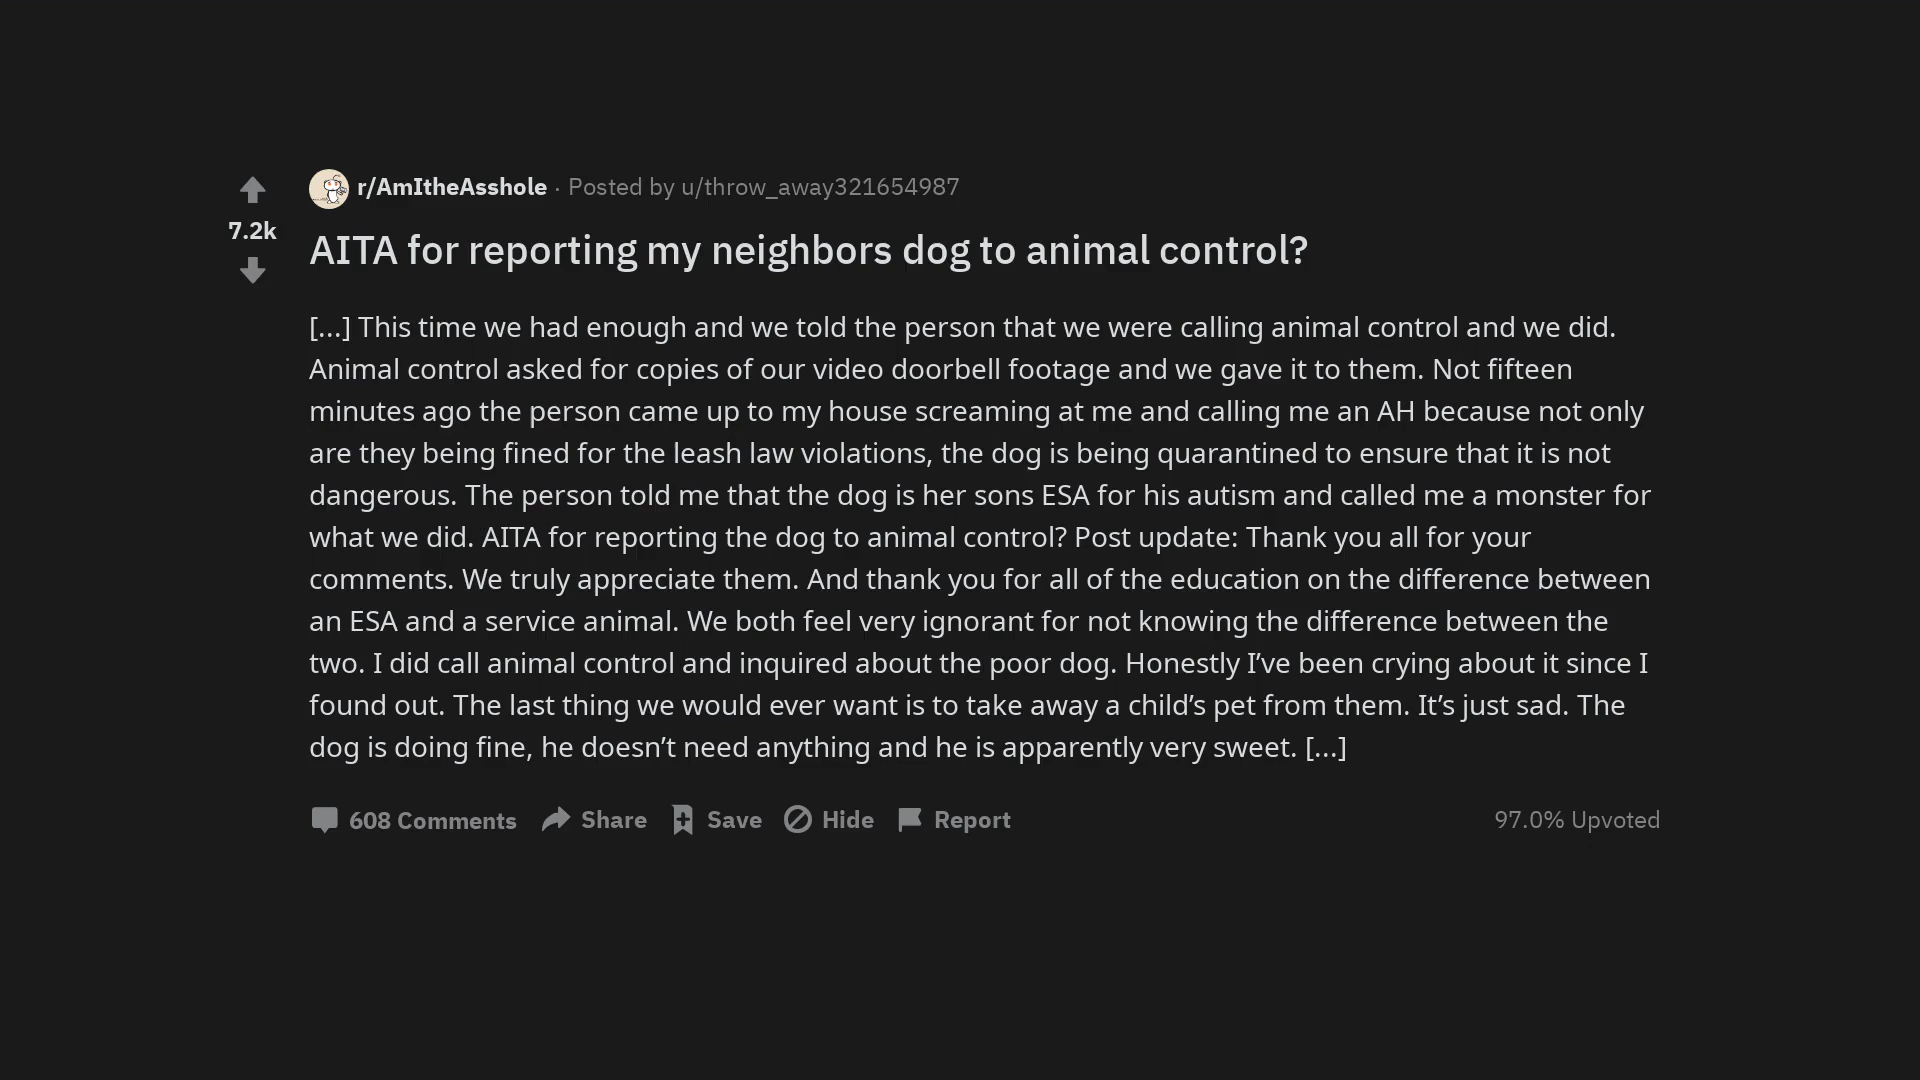 r/AmItheAsshole · Posted by u/throw_away321654987
7.2k
AITA for reporting my neighbors dog to animal control?
[...] This time we had enough and we told the person that we were calling animal control and we did.
Animal control asked for copies of our video doorbell footage and we gave it to them. Not fifteen
minutes ago the person came up to my house screaming at me and calling me an AH because not only
are they being fined for the leash law violations, the dog is being quarantined to ensure that it is not
dangerous. The person told me that the dog is her sons ESA for his autism and called me a monster for
what we did. AITA for reporting the dog to animal control? Post update: Thank you all for your
comments. We truly appreciate them. And thank you for all of the education on the difference between
an ESA and a service animal. We both feel very ignorant for not knowing the difference between the
two. I did call animal control and inquired about the poor dog. Honestly I’ve been crying about it since I
found out. The last thing we would ever want is to take away a child’s pet from them. It’s just sad. The
dog is doing fine, he doesn’t need anything and he is apparently very sweet. [...]
608 Comments Share Save Hide Report 97.0% Upvoted